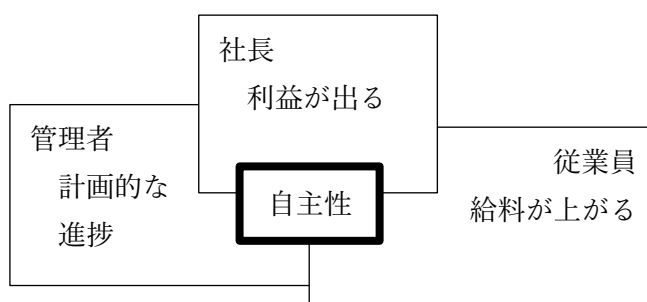 社長
利益が出る
管理者
計画的な
進捗
自主性
従業員
給料が上がる